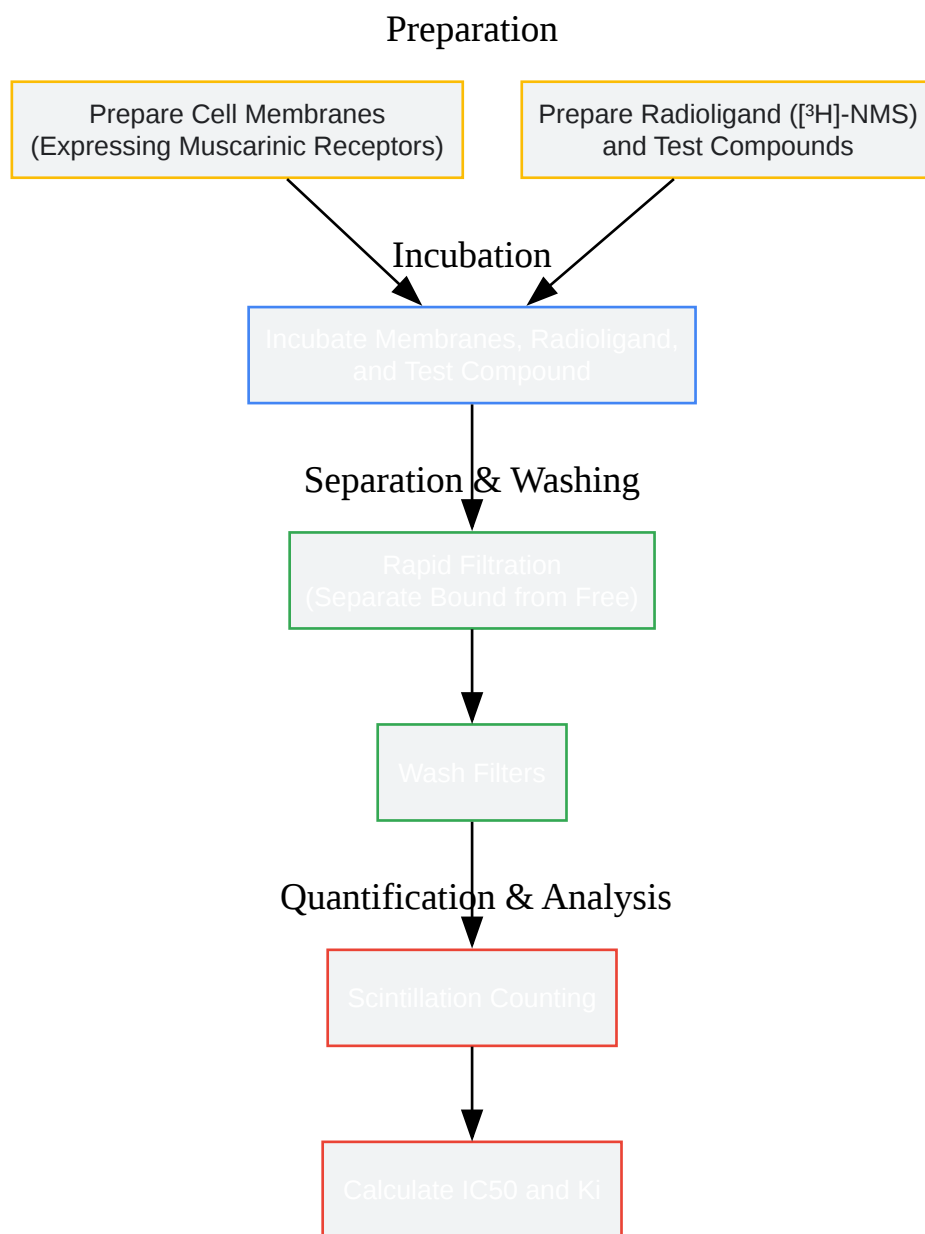 Preparation
Prepare Cell Membranes
(Expressing Muscarinic Receptors)
Prepare Radioligand ([³H]-NMS)
and Test Compounds
Incubation
Incubate Membranes, Radioligand,
and Test Compound
Separation & Washing
Rapid Filtration
(Separate Bound from Free)
Wash Filters
Quantification & Analysis
Scintillation Counting
Calculate IC50 and Ki